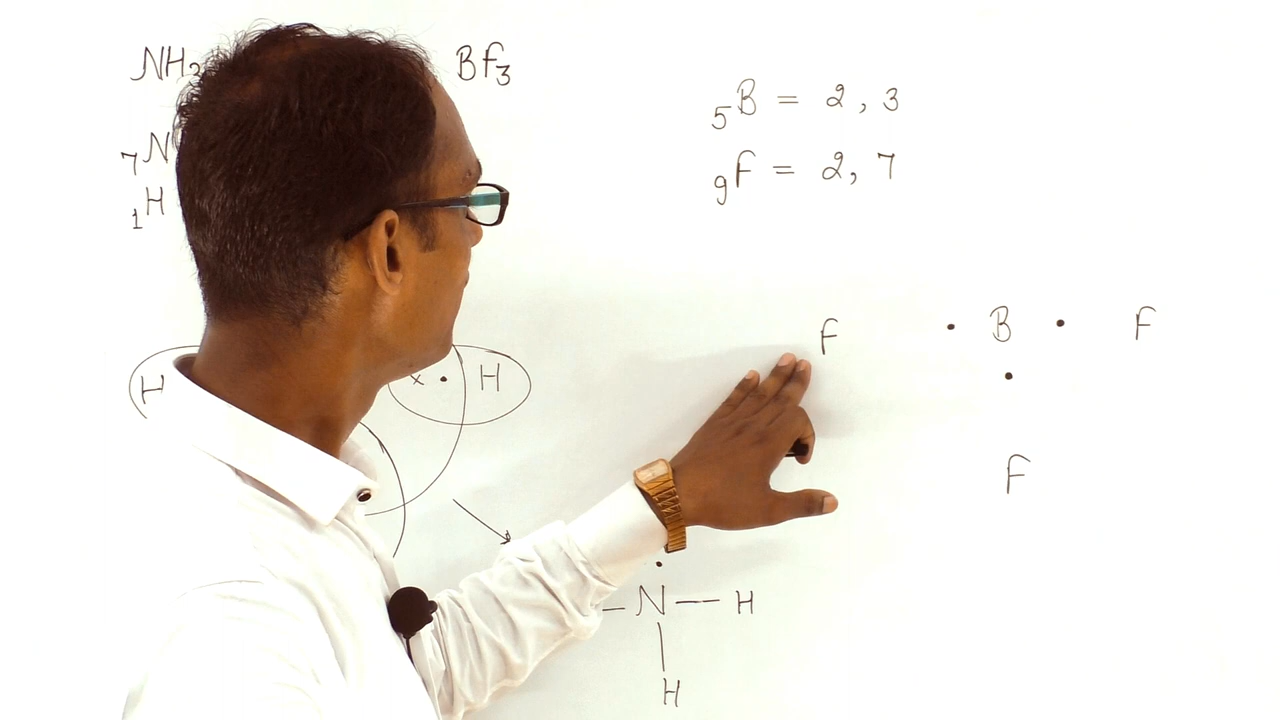 NH3 Bf3
5B = 2, 3
7N
9F = 2, 7
1H
F • B • F
•
H x • H
F
•
— N — H
H